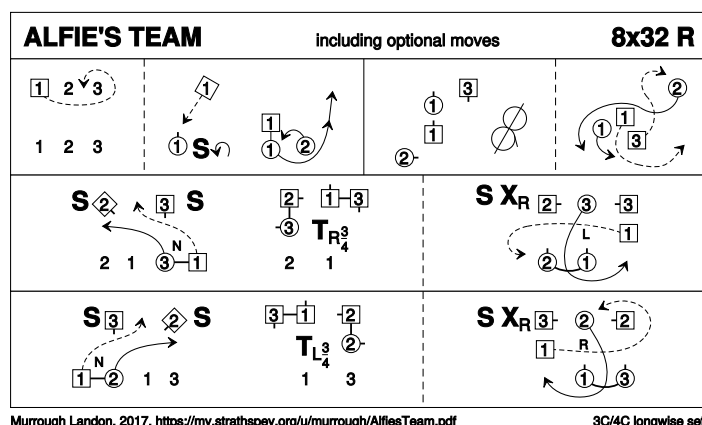 ALFIE'S TEAM including optional moves 8x32 R
1 2 3
1 2 3
1
1 S
1
1 2
3
1
1
2
2
1
1
3
S 2 3 S
N
2 1 3 1
2 1 3
3 T R 3/4
2 1
S X R 2 3 3
1
L
2 1
S 3 2 S
N
1 2 1 3
3 1 2
2
T L 3/4
1 3
S X R 3 2 2
1 R
1 3
Murrough Landon, 2017, https://my.strathspey.org/u/murrough/AlfiesTeam.pdf 3C/4C longwise set